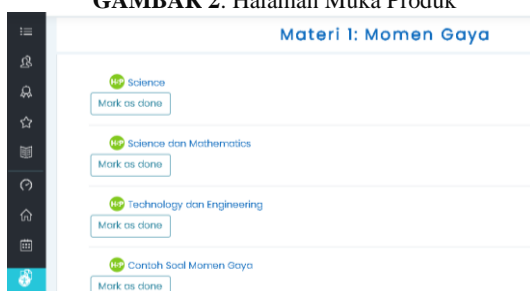 GAMBAR 2. Halaman Muka Produk
Materi 1: Momen Gaya
H-P Science
Mark as done
H-P Science dan Mathematics
Mark as done
H-P Technology dan Engineering
Mark as done
H-P Contoh Soal Momen Gaya
Mark as done